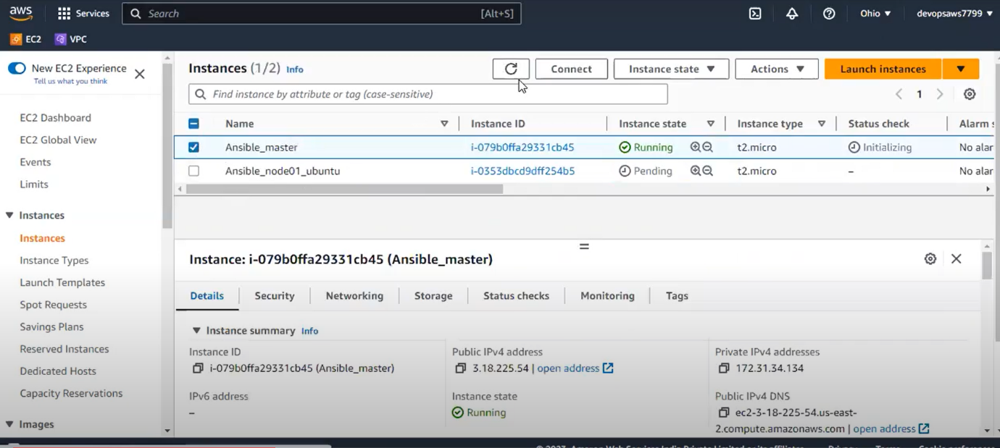 aws Services Search [Alt+S] Ohio devopsaws7799
EC2 VPC
New EC2 Experience
Tell us what you think
EC2 Dashboard
EC2 Global View
Events
Limits
Instances
Instances
Instance Types
Launch Templates
Spot Requests
Savings Plans
Reserved Instances
Dedicated Hosts
Capacity Reservations
Images
Instances (1/2) Info Connect Instance state Actions Launch instances
Find instance by attribute or tag (case-sensitive) 1
Name Instance ID Instance state Instance type Status check Alarm s
Ansible_master i-079b0ffa29331cb45 Running t2.micro Initializing No alar
Ansible_node01_ubuntu i-0353dbcd9dff254b5 Pending t2.micro – No alar
Instance: i-079b0ffa29331cb45 (Ansible_master)
Details Security Networking Storage Status checks Monitoring Tags
Instance summary Info
Instance ID Public IPv4 address Private IPv4 addresses
i-079b0ffa29331cb45 (Ansible_master) 3.18.225.54 | open address 172.31.34.134
IPv6 address Instance state Public IPv4 DNS
– Running ec2-3-18-225-54.us-east-
2.compute.amazonaws.com | open address